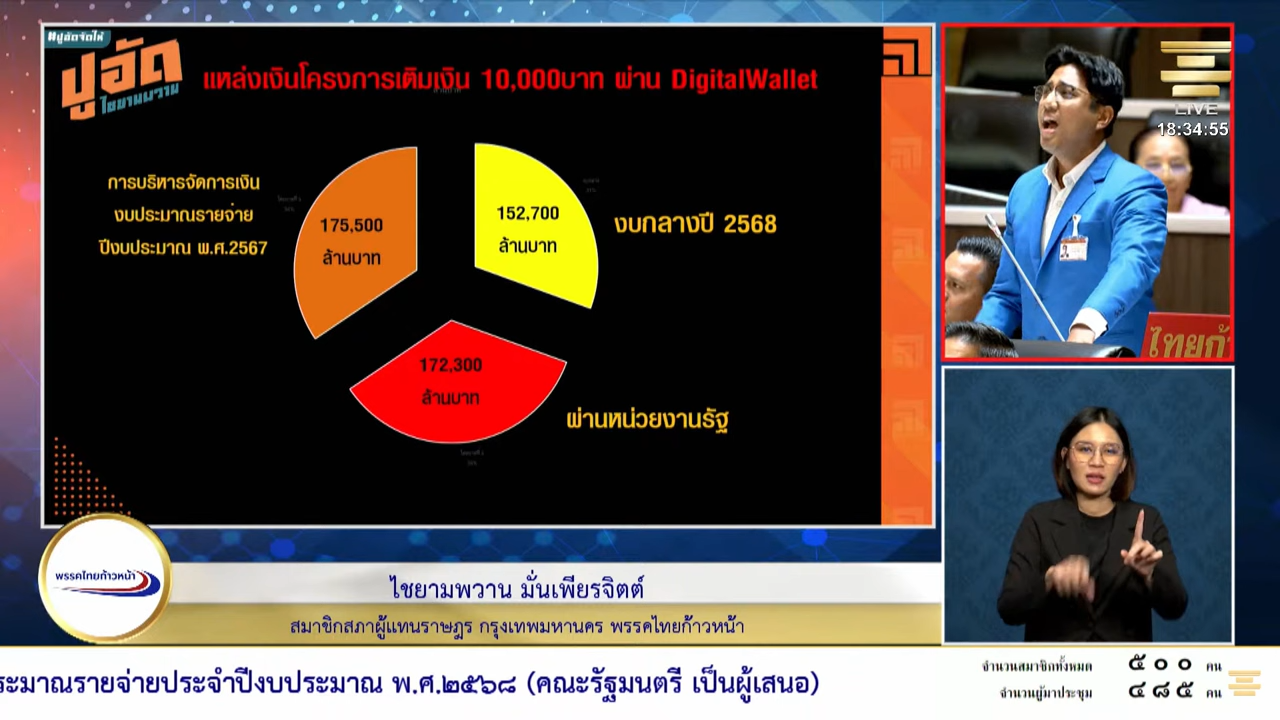 #ปูอัดจัดให้
ปูอัด
ไชยามพวาน
แหล่งเงินโครงการเติมเงิน 10,000บาท ผ่าน DigitalWallet
การบริหารจัดการเงิน
งบประมาณรายจ่าย
ปีงบประมาณ พ.ศ.2567
175,500
ล้านบาท
152,700
ล้านบาท
งบกลางปี 2568
172,300
ล้านบาท
ผ่านหน่วยงานรัฐ
LIVE
18:34:55
ไทยก้
พรรคไทยก้าวหน้า
ไชยามพวาน มั่นเพียรจิตต์
สมาชิกสภาผู้แทนราษฎร กรุงเทพมหานคร พรรคไทยก้าวหน้า
ระมาณรายจ่ายประจำปีงบประมาณ พ.ศ.๒๕๖๘ (คณะรัฐมนตรี เป็นผู้เสนอ)
จำนวนสมาชิกทั้งหมด ๕๐๐ คน
จำนวนผู้มาประชุม ๔๘๕ คน